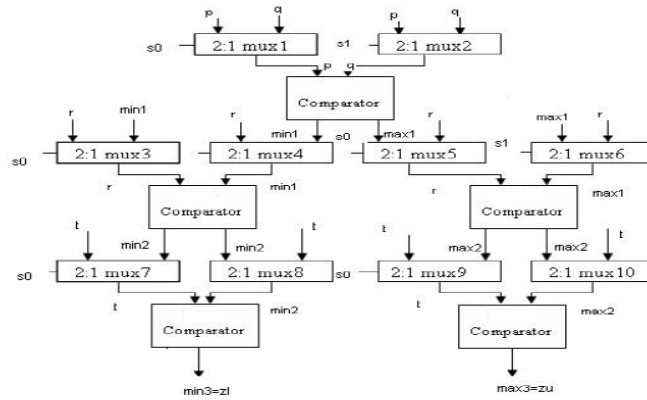 p q p q
s0 2:1 mux1 s1 2:1 mux2
p q
Comparator
r min1 r min1 s0 max1 r max1 r
s0 2:1 mux3 2:1 mux4 2:1 mux5 s1 2:1 mux6
r min1 r max1
Comparator Comparator
t min2 min2 t t max2 max2 t
s0 2:1 mux7 2:1 mux8 s0 2:1 mux9 2:1 mux10
t min2 t max2
Comparator Comparator
min3=zl max3=zu